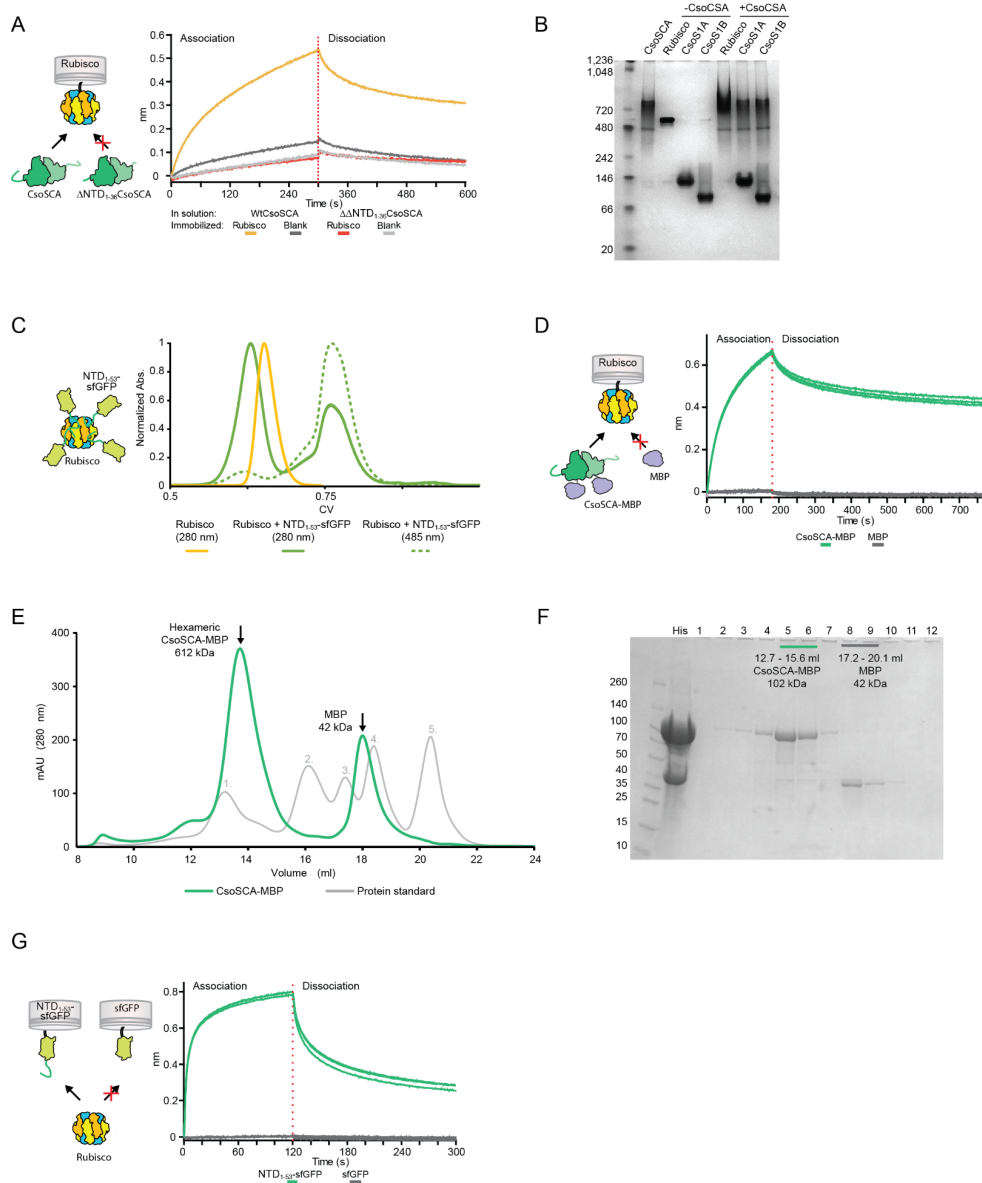 A
Rubisco
CsoSCA
ΔNTD1-36CsoSCA
nm
0.6
0.5
0.4
0.3
0.2
0.1
0
Association
Dissociation
0
120
240
360
480
600
Time (s)
In solution:
WtCsoSCA
ΔΔNTD1-36CsoSCA
Immobilized:
Rubisco
Blank
Rubisco
Blank
B
-CsoCSA
+CsoCSA
CsoSCA
Rubisco
CsoS1A
CsoS1B
Rubisco
CsoS1A
CsoS1B
1,236
1,048
720
480
242
146
66
20
C
NTD1-53-
sfGFP
Rubisco
Normalized Abs.
1
0.8
0.6
0.4
0.2
0
0.5
0.75
CV
Rubisco
(280 nm)
Rubisco + NTD1-53-sfGFP
(280 nm)
Rubisco + NTD1-53-sfGFP
(485 nm)
D
Rubisco
MBP
CsoSCA-MBP
nm
0.6
0.4
0.2
0
Association
Dissociation
0
100
200
300
400
500
600
700
Time (s)
CsoSCA-MBP
MBP
E
mAU (280 nm)
400
300
200
100
0
Hexameric
CsoSCA-MBP
612 kDa
MBP
42 kDa
1.
2.
3.
4.
5.
8
10
12
14
16
18
20
22
24
Volume (ml)
CsoSCA-MBP
Protein standard
F
His
1
2
3
4
5
6
7
8
9
10
11
12
12.7 - 15.6 ml
CsoSCA-MBP
102 kDa
17.2 - 20.1 ml
MBP
42 kDa
260
140
100
70
50
35
25
15
10
G
NTD1-53-
sfGFP
sfGFP
Rubisco
nm
0.8
0.6
0.4
0.2
0
Association
Dissociation
0
60
120
180
240
300
Time (s)
NTD1-53-sfGFP
sfGFP